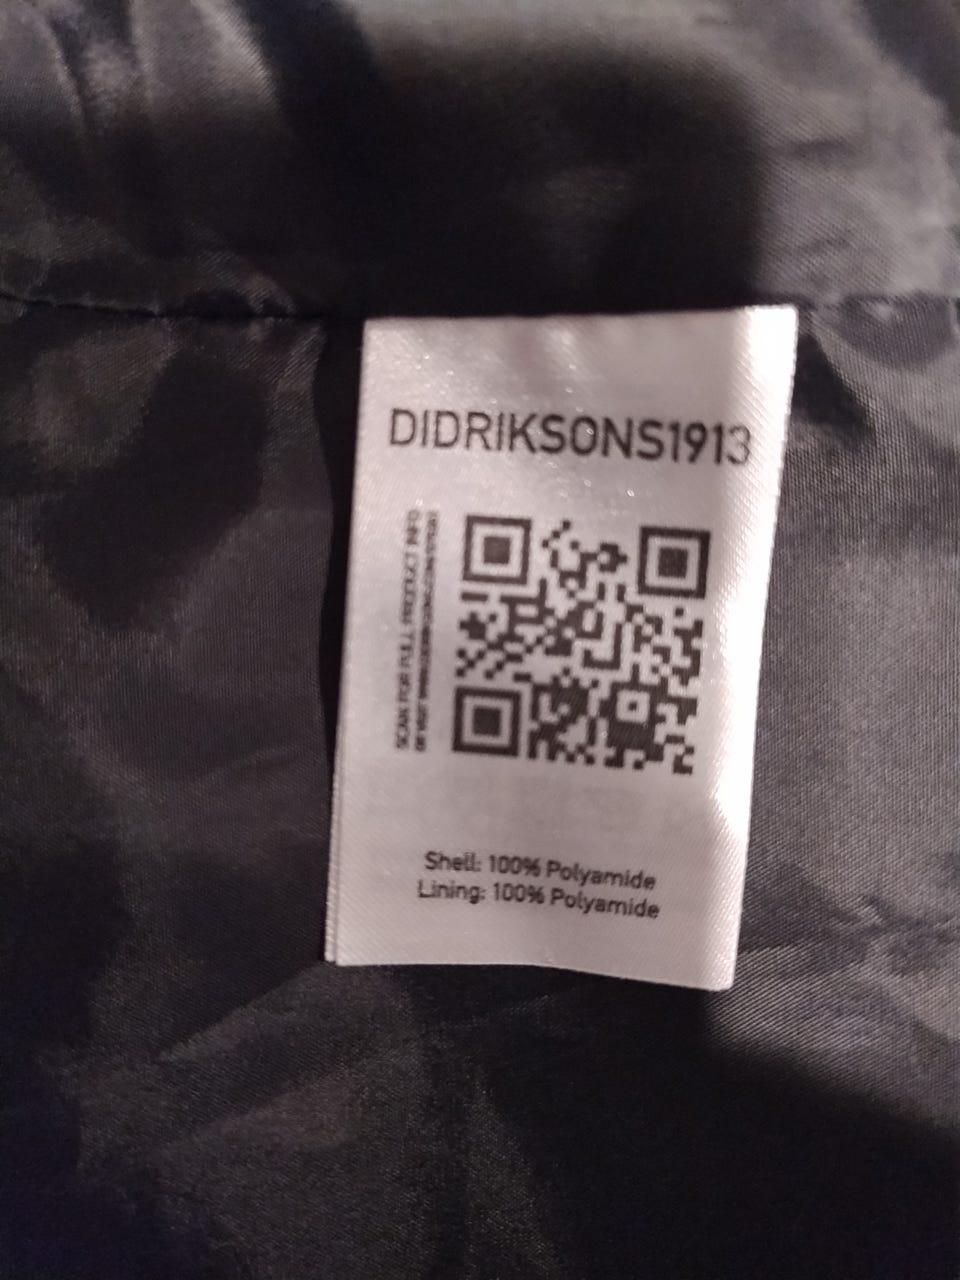 DIDRIKSONS1913
SCAN FOR FULL PRODUCT INFO
Shell: 100% Polyamide
Lining: 100% Polyamide